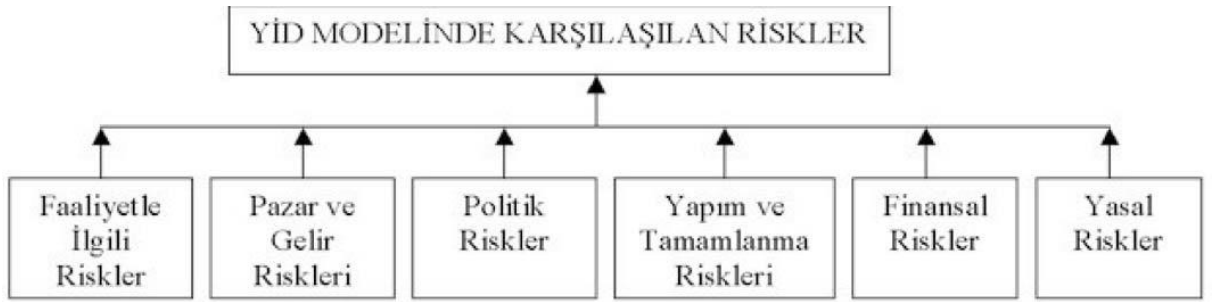 YİD MODELİNDE KARŞILAŞILAN RİSKLER
Faaliyetle
İlgili
Riskler
Pazar ve
Gelir
Riskleri
Politik
Riskler
Yapım ve
Tamamlanma
Riskleri
Finansal
Riskler
Yasal
Riskler